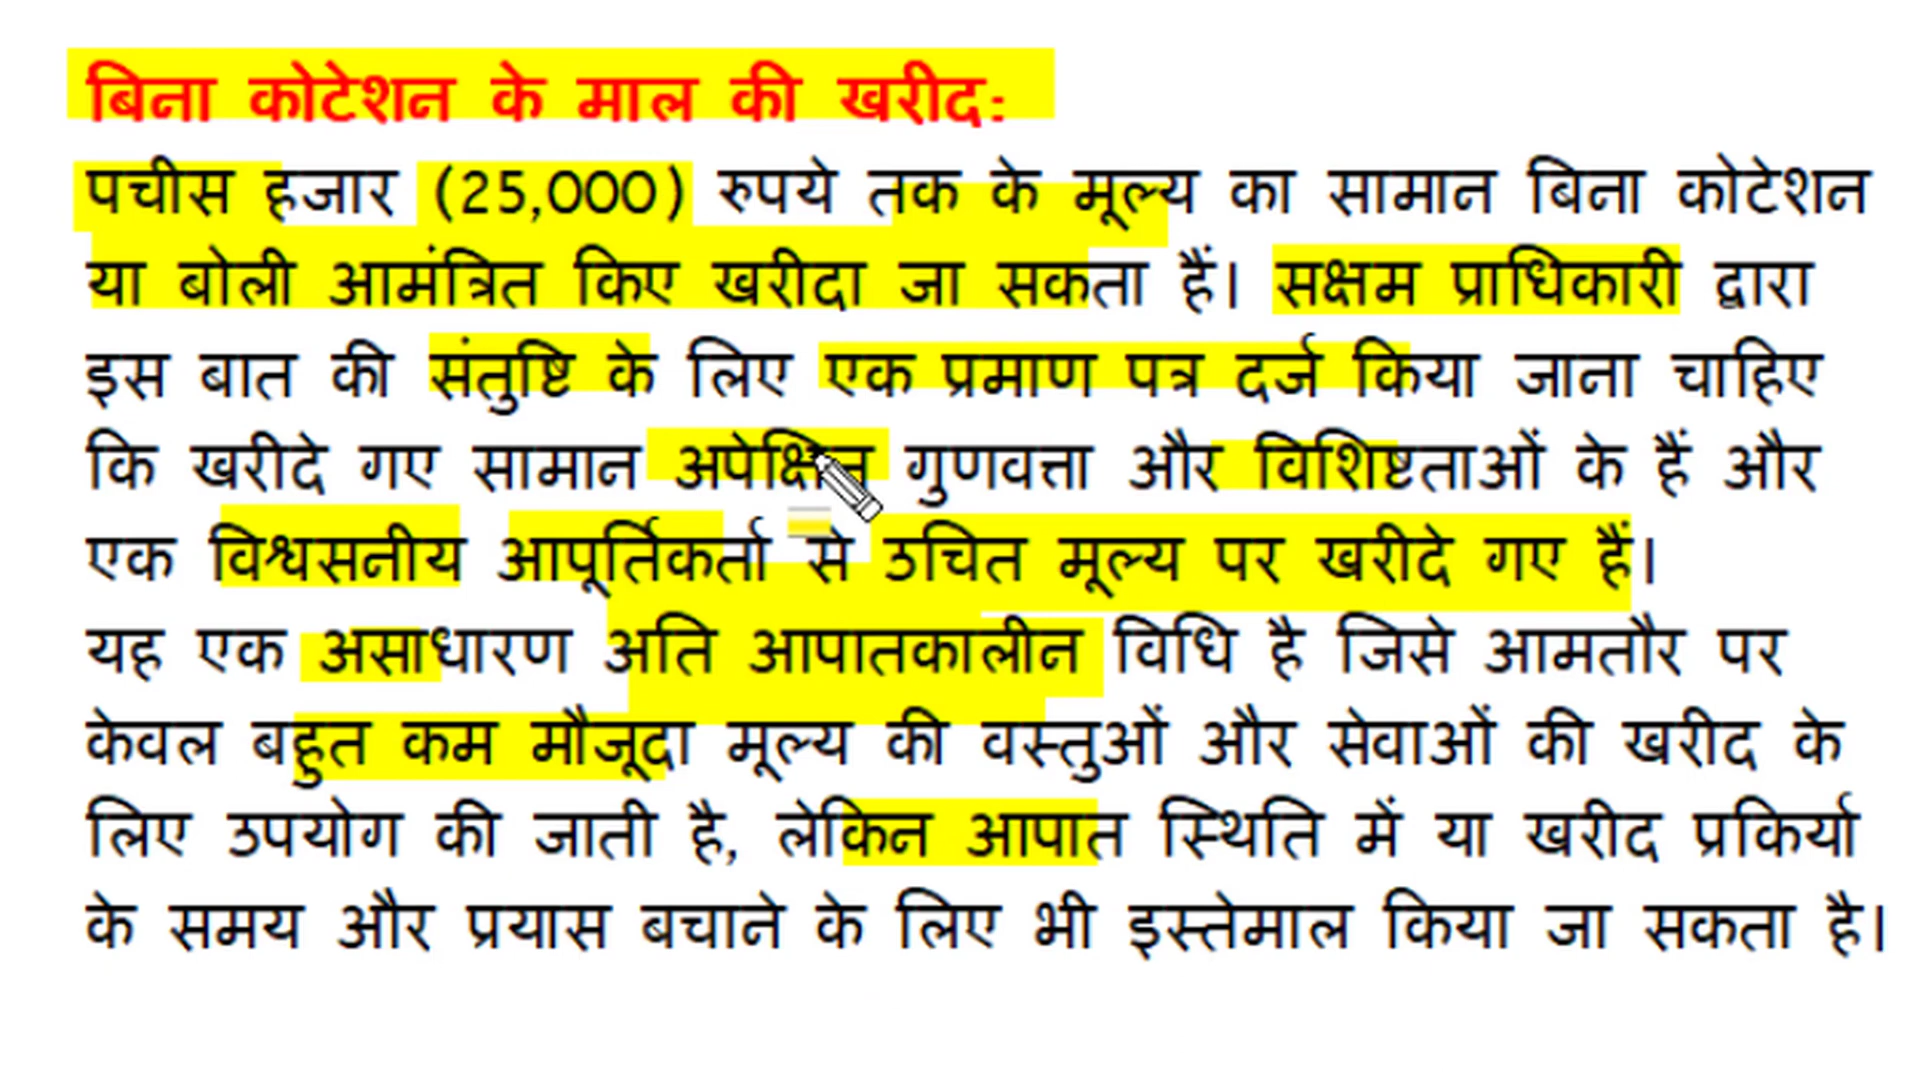 बिना कोटेशन के माल की खरीद:
पचीस हजार (25,000) रुपये तक के मूल्य का सामान बिना कोटेशन
या बोली आमंत्रित किए खरीदा जा सकता हैं। सक्षम प्राधिकारी द्वारा
इस बात की संतुष्टि के लिए एक प्रमाण पत्र दर्ज किया जाना चाहिए
कि खरीदे गए सामान गुणवत्ता और विशिष्टताओं के हैं और
एक विश्वसनीय आपूर्तिकर्ता से उचित मूल्य पर खरीदे गए हैं।
यह एक असाधारण अति आपातकालीन विधि है जिसे आमतौर पर
केवल बहुत कम मौजूदा मूल्य की वस्तुओं और सेवाओं की खरीद के
लिए उपयोग की जाती है, लेकिन आपात स्थिति में या खरीद प्रकिर्या
के समय और प्रयास बचाने के लिए भी इस्तेमाल किया जा सकता है।